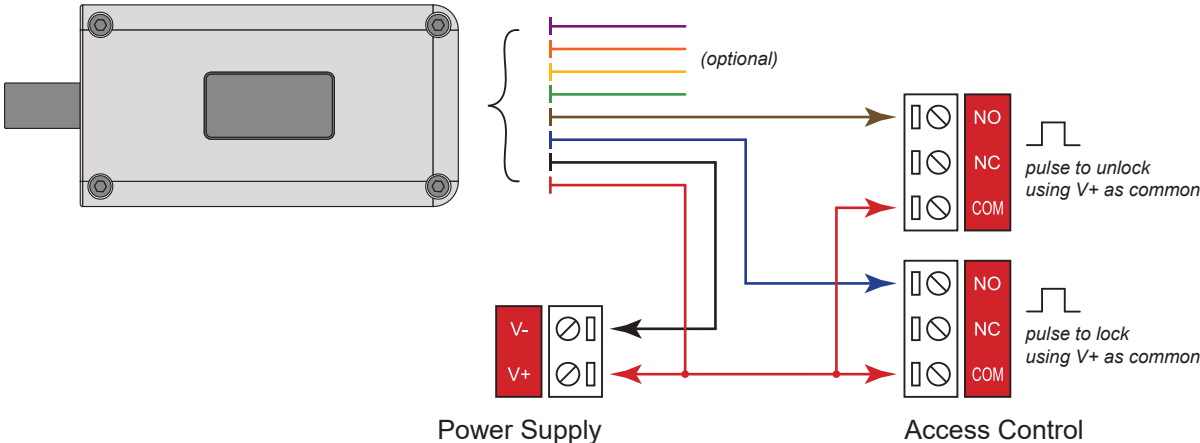 (optional)
NO
NC
COM
pulse to unlock
using V+ as common
NO
NC
COM
pulse to lock
using V+ as common
V-
V+
Power Supply
Access Control